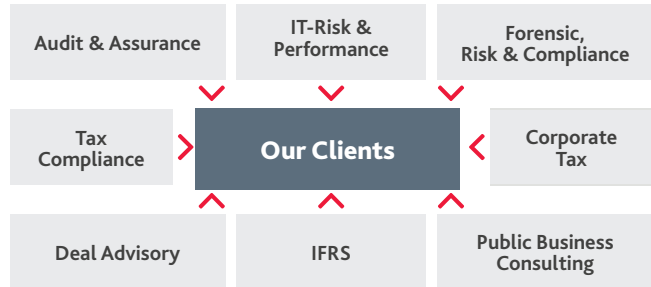 Audit & Assurance
IT-Risk &
Performance
Forensic,
Risk & Compliance
Tax
Compliance
Our Clients
Corporate
Tax
Deal Advisory
IFRS
Public Business
Consulting